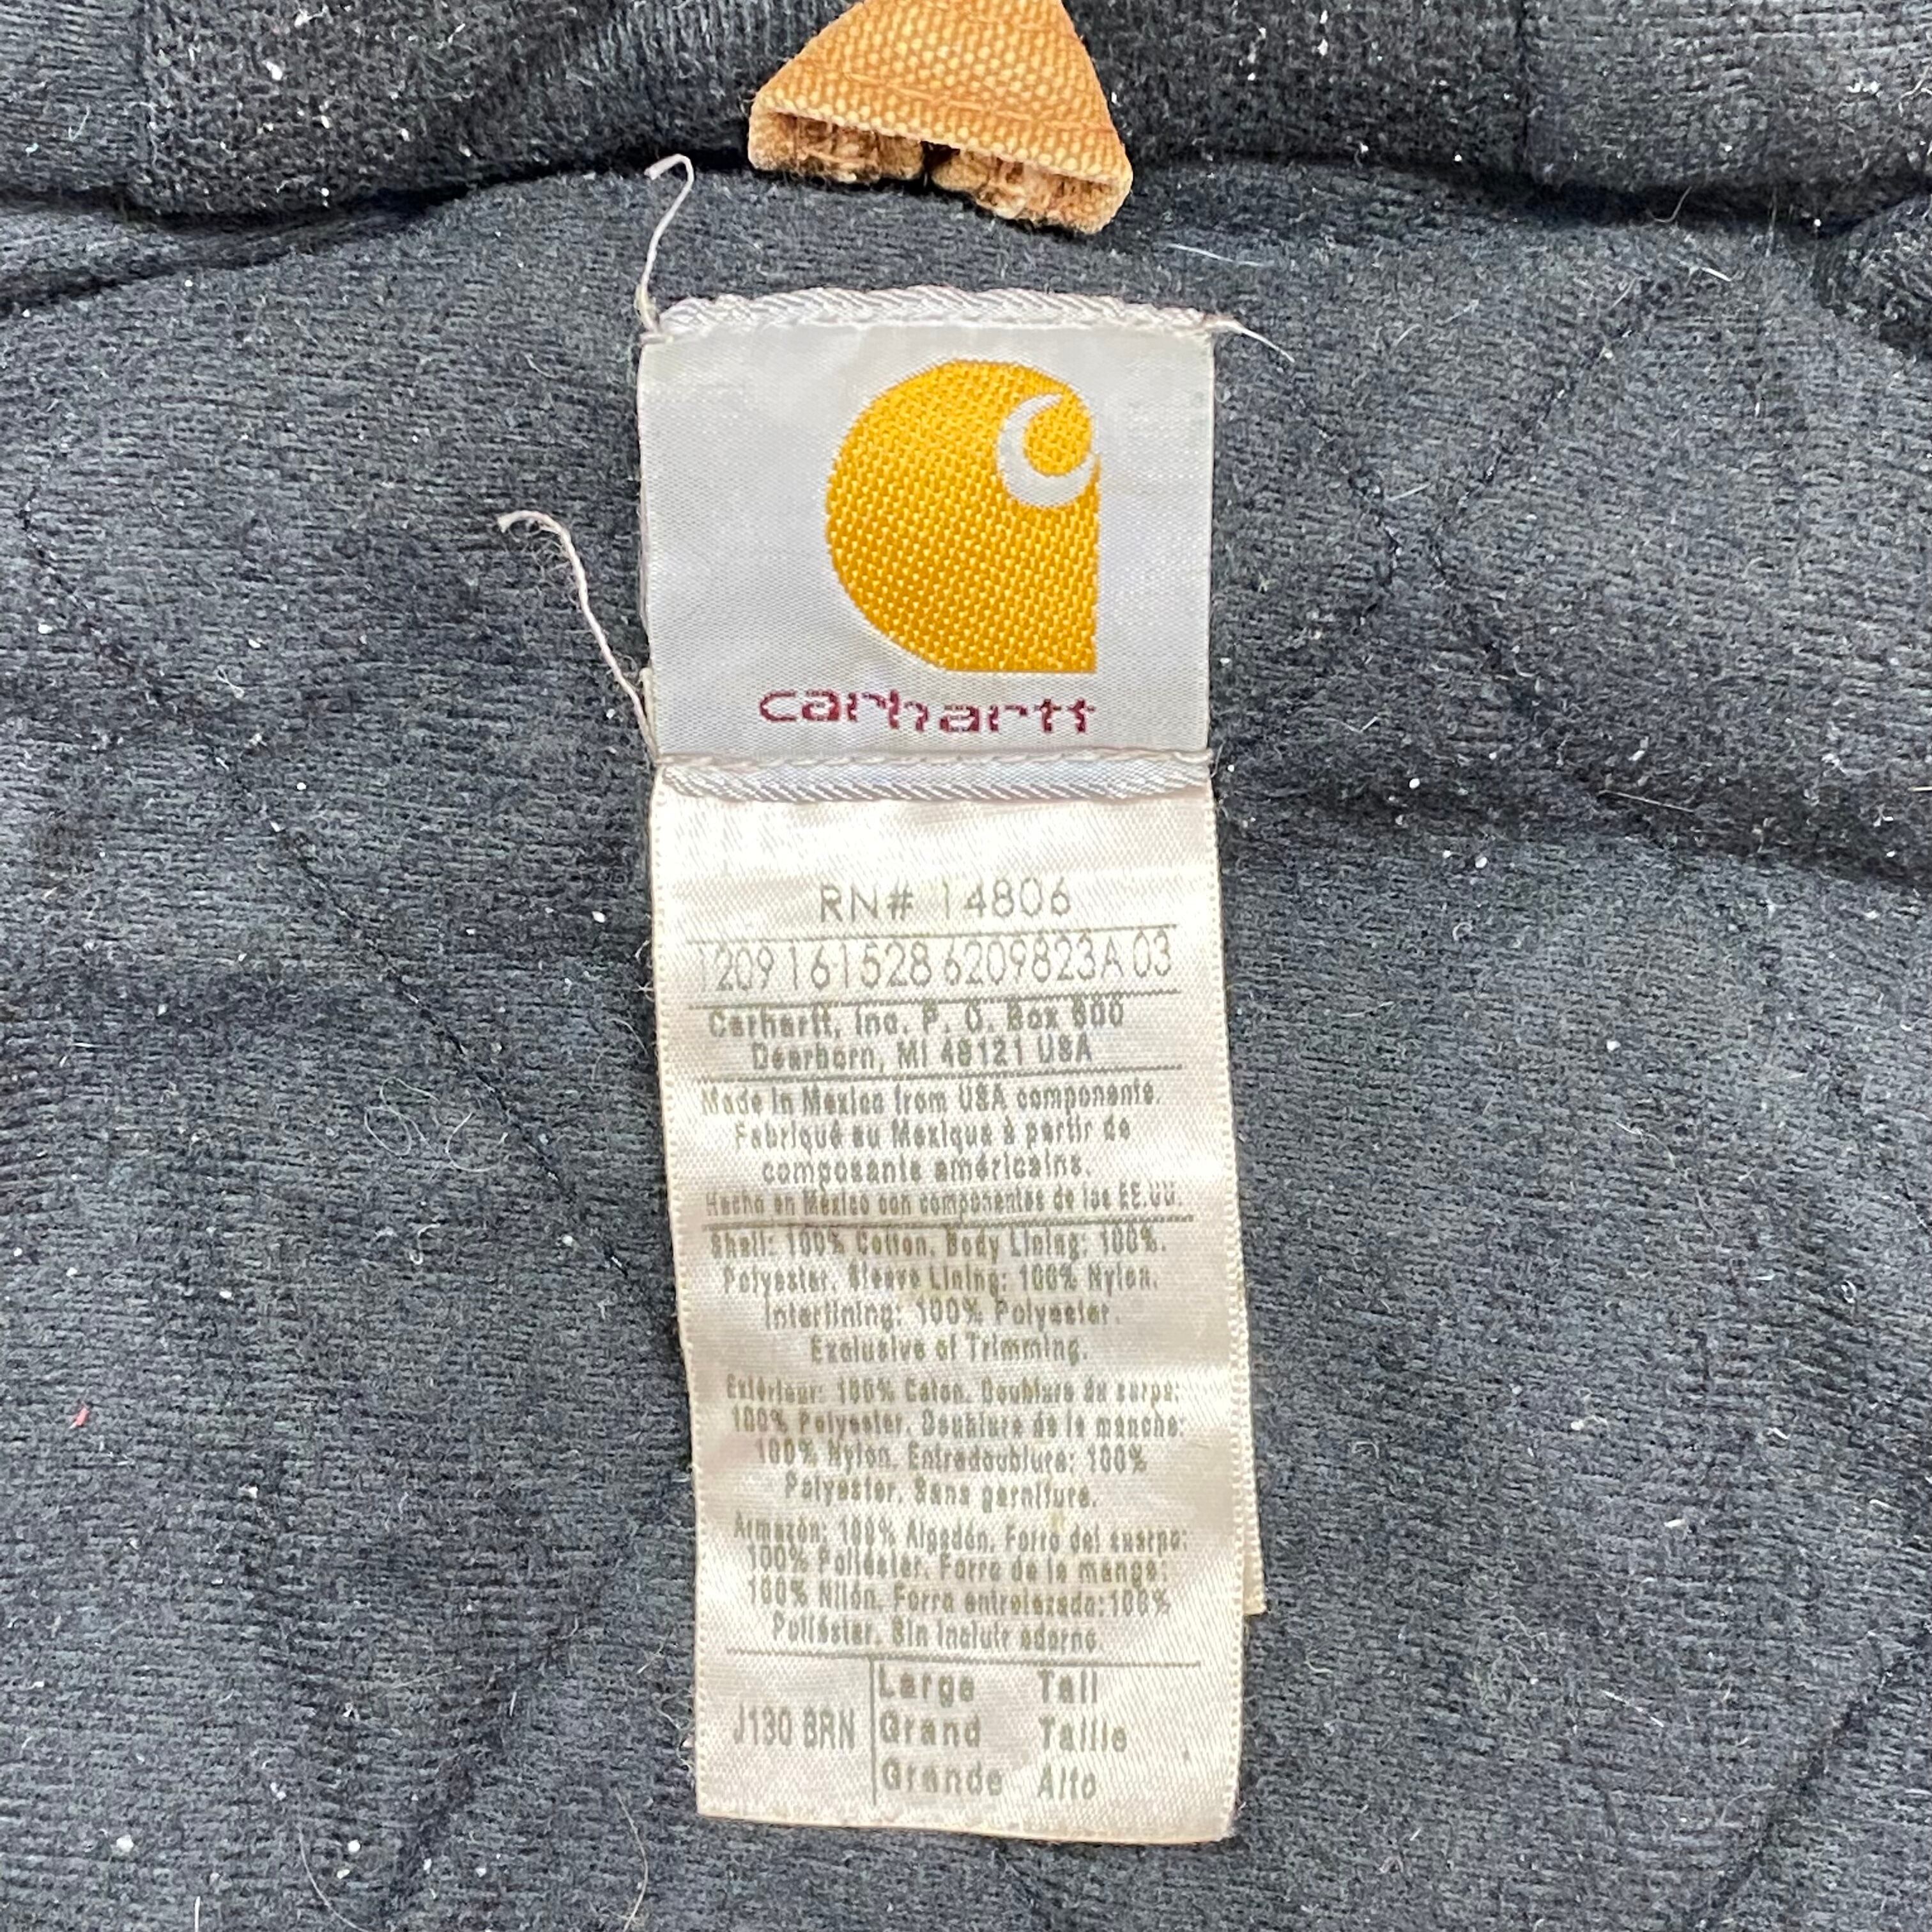 carhartt
RN# 14806
1209 161528 6209823A 03
Carhartt, Inc. P. O. Box 600
Dearborn, MI 48121 USA
Made in Mexico from USA components.
Fabriqué au Mexique à partir de
composants américains.
Hecho en México con componentes de los EE.UU.
Shell: 100% Cotton. Body Lining: 100%.
Polyester. Sleeve Lining: 100% Nylon.
Interlining: 100% Polyester.
Exclusive of Trimming.
Extérieur: 100% Coton. Doublure du corps:
100% Polyester. Doublure de la manche:
100% Nylon. Entredoublure: 100%
Polyester. Sans garniture.
Armazón: 100% Algodón. Forro del cuerpo:
100% Poliéster. Forro de la manga:
100% Nilón. Forro entrelazado:100%
Poliéster. Sin incluir adorno
J130 BRN
Large Tall
Grand Taille
Grande Alto